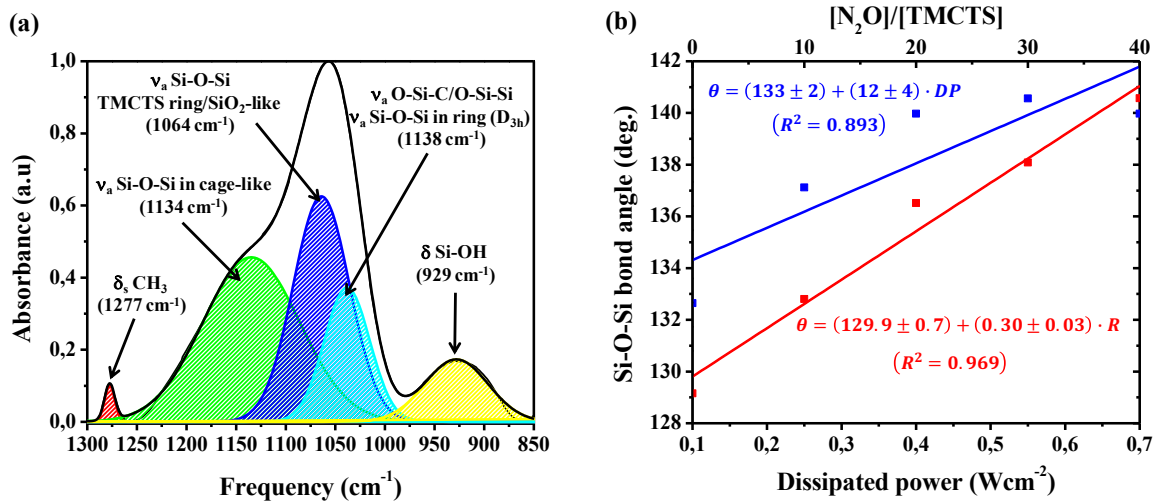 (a)
1,0
0,8
0,6
0,4
0,2
0,0
Absorbance (a.u)
νₐ Si-O-Si
TMCTS ring/SiO₂-like
(1064 cm⁻¹)
νₐ O-Si-C/O-Si-Si
νₐ Si-O-Si in ring (D₃ₕ)
(1138 cm⁻¹)
νₐ Si-O-Si in cage-like
(1134 cm⁻¹)
δ Si-OH
(929 cm⁻¹)
δₛ CH₃
(1277 cm⁻¹)
1300 1250 1200 1150 1100 1050 1000 950 900 850
Frequency (cm⁻¹)
(b)
[N₂O]/[TMCTS]
0 10 20 30 40
140
138
136
134
132
130
128
Si-O-Si bond angle (deg.)
θ = (133 ± 2) + (12 ± 4) · DP
(R² = 0.893)
θ = (129.9 ± 0.7) + (0.30 ± 0.03) · R
(R² = 0.969)
0,1 0,2 0,3 0,4 0,5 0,6 0,7
Dissipated power (Wcm⁻²)